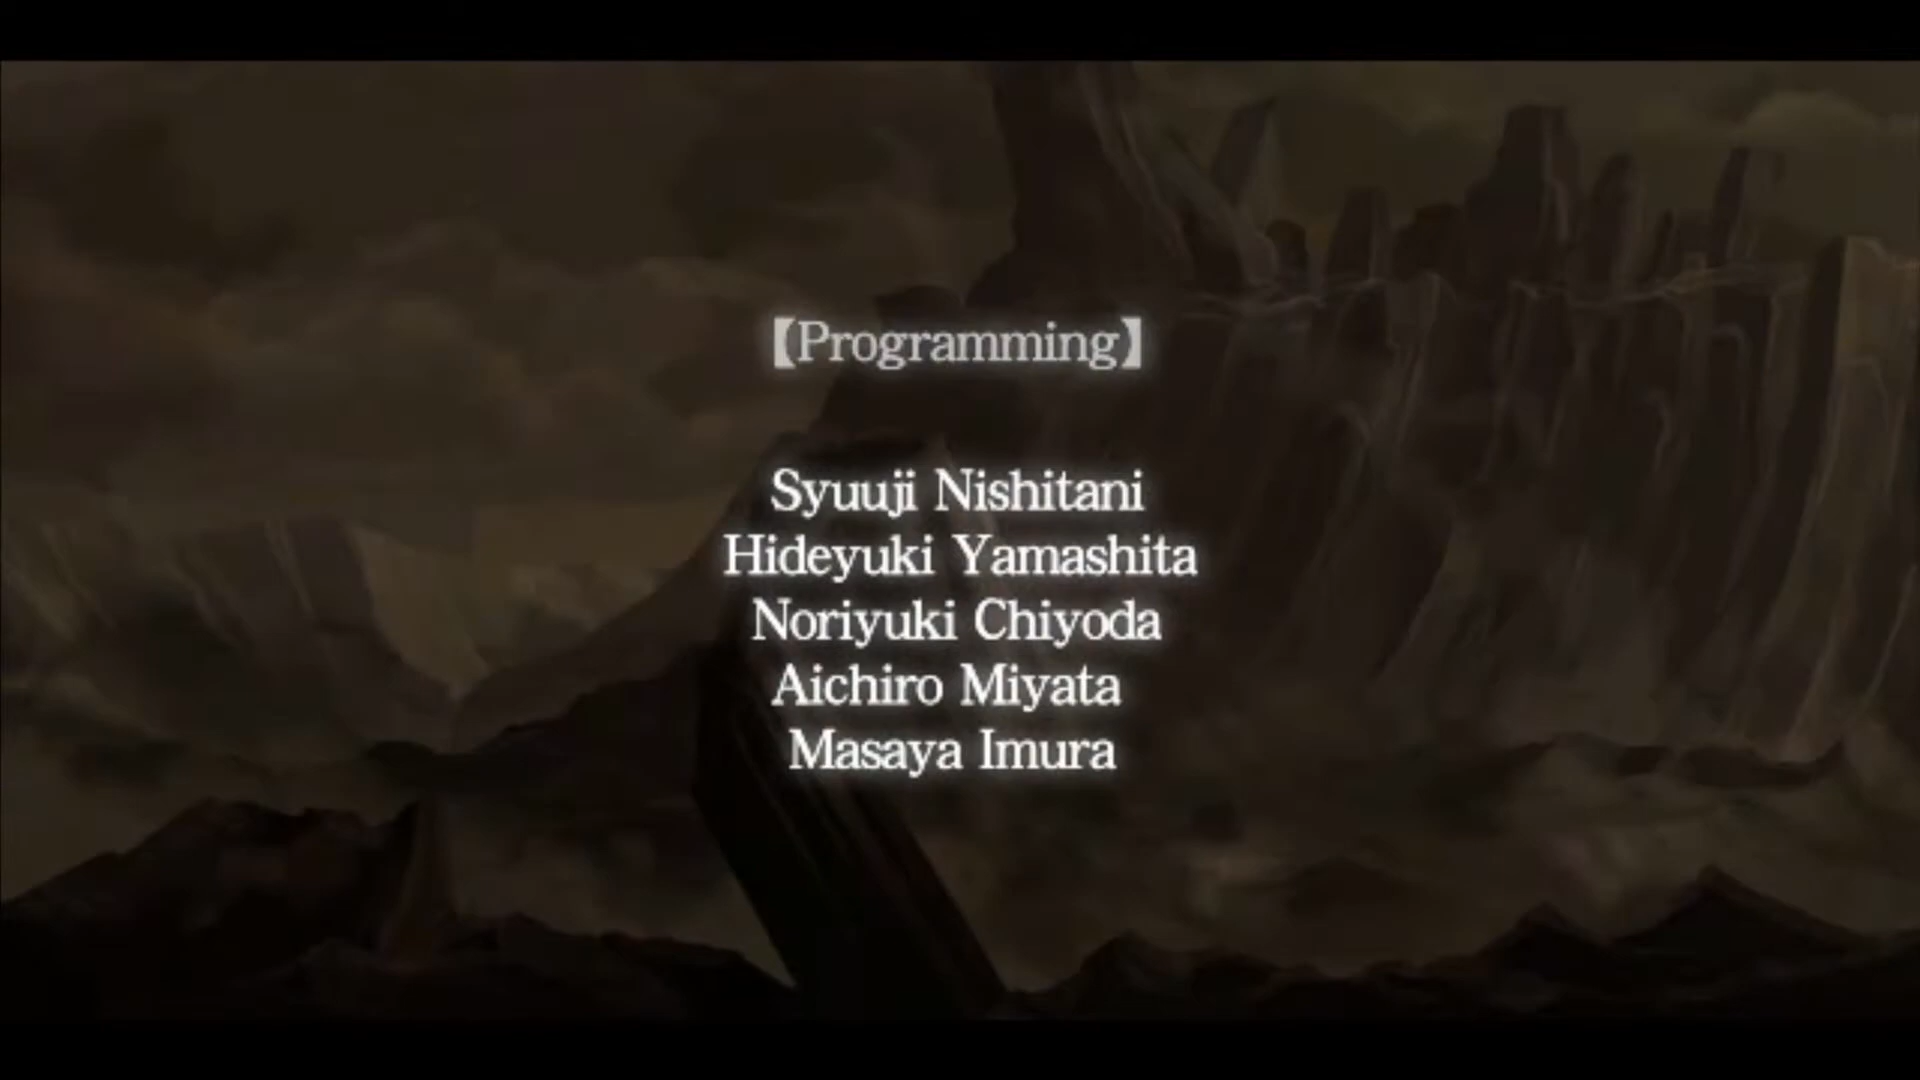 【Programming】
Syuuji Nishitani
Hideyuki Yamashita
Noriyuki Chiyoda
Aichiro Miyata
Masaya Imura